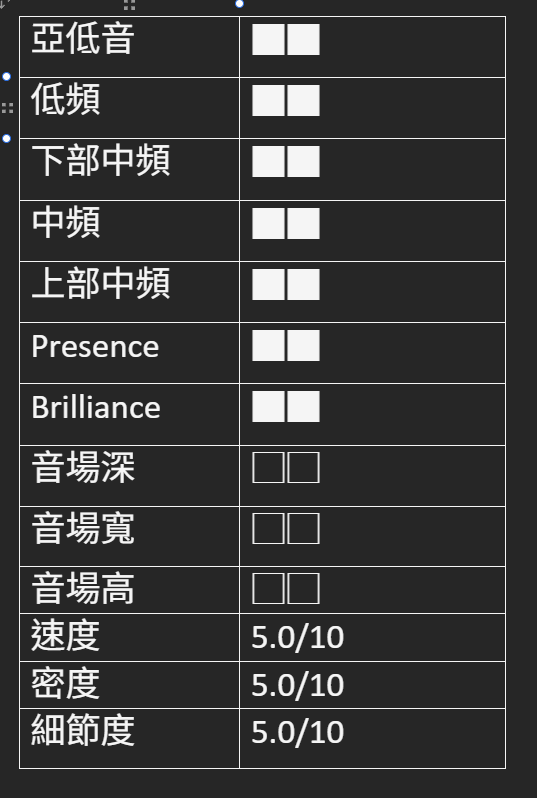 亞低音 ■■
低頻 ■■
下部中頻 ■■
中頻 ■■
上部中頻 ■■
Presence ■■
Brilliance ■■
音場深 □□
音場寬 □□
音場高 □□
速度 5.0/10
密度 5.0/10
細節度 5.0/10